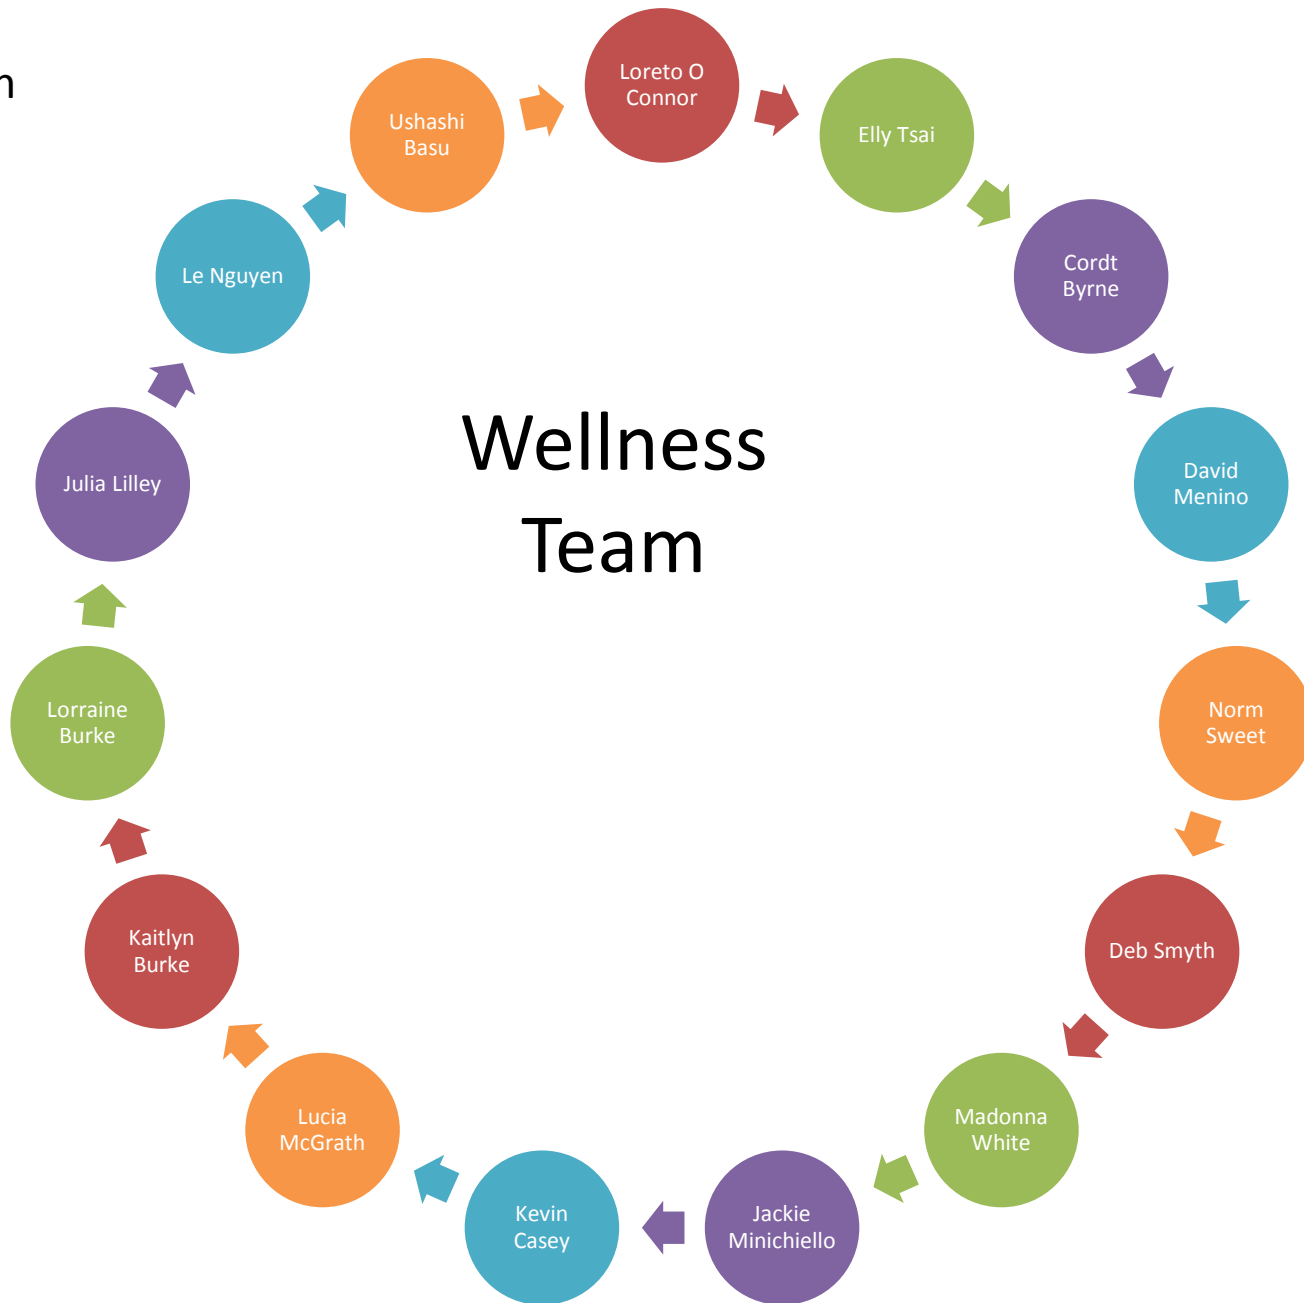 Loreto O
Connor
Elly Tsai
Cordt
Byrne
David
Menino
Norm
Sweet
Deb Smyth
Madonna
White
Jackie
Minichiello
Kevin
Casey
Lucia
McGrath
Kaitlyn
Burke
Lorraine
Burke
Julia Lilley
Le Nguyen
Ushashi
Basu
Wellness
Team